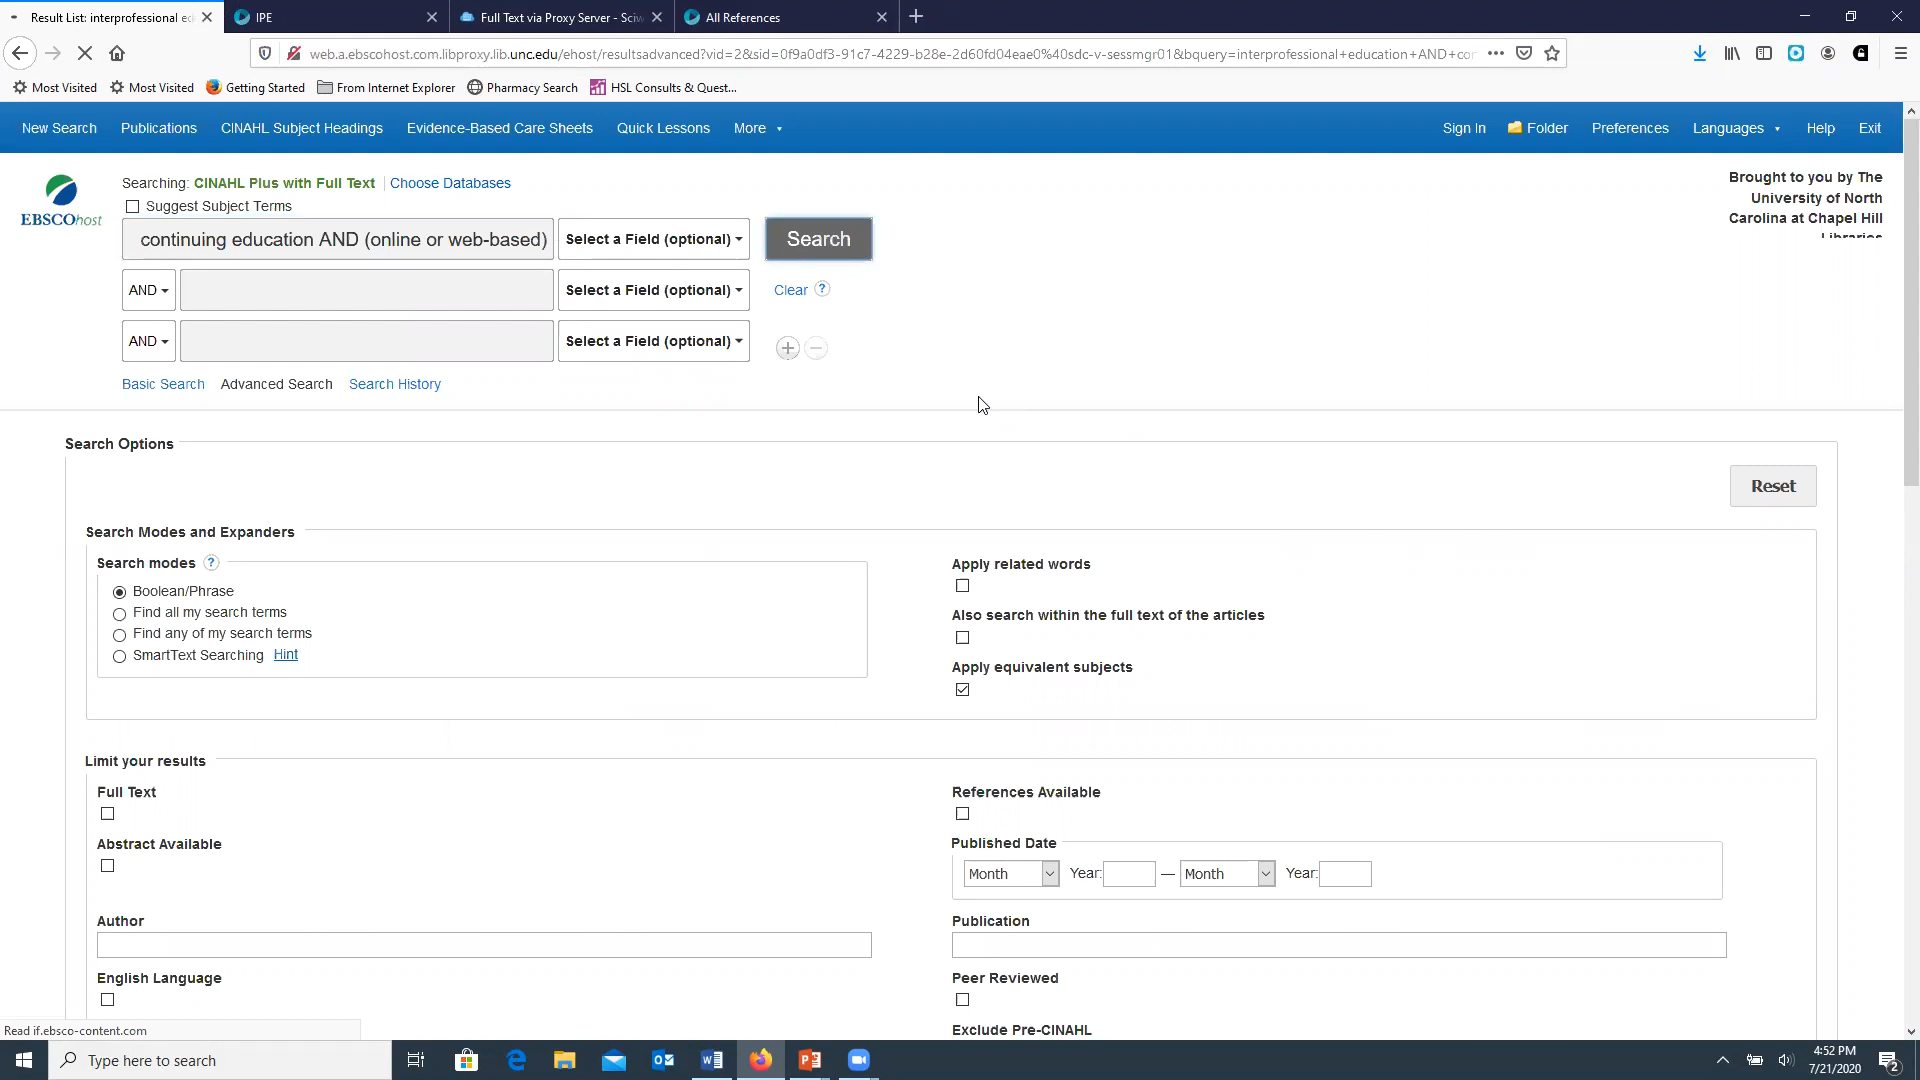 Result List: interprofessional ed
IPE
Full Text via Proxy Server - Sciw
All References
web.a.ebscohost.com.libproxy.lib.unc.edu/ehost/resultsadvanced?vid=2&sid=0f9a0df3-91c7-4229-b28e-2d60fd04eae0%40sdc-v-sessmgr01&bquery=interprofessional+education+AND+cor
Most Visited
Most Visited
Getting Started
From Internet Explorer
Pharmacy Search
HSL Consults & Quest...
New Search
Publications
CINAHL Subject Headings
Evidence-Based Care Sheets
Quick Lessons
More
Sign In
Folder
Preferences
Languages
Help
Exit
EBSCOhost
Searching: CINAHL Plus with Full Text
Choose Databases
Suggest Subject Terms
continuing education AND (online or web-based)
Select a Field (optional)
Search
AND
Select a Field (optional)
Clear ?
AND
Select a Field (optional)
Basic Search
Advanced Search
Search History
Brought to you by The
University of North
Carolina at Chapel Hill
Libraries
Search Options
Reset
Search Modes and Expanders
Search modes ?
Boolean/Phrase
Find all my search terms
Find any of my search terms
SmartText Searching Hint
Apply related words
Also search within the full text of the articles
Apply equivalent subjects
Limit your results
Full Text
References Available
Abstract Available
Published Date
Month
Year:
—
Month
Year:
Author
Publication
English Language
Peer Reviewed
Exclude Pre-CINAHL
Read if.ebsco-content.com
Type here to search
4:52 PM
7/21/2020
2